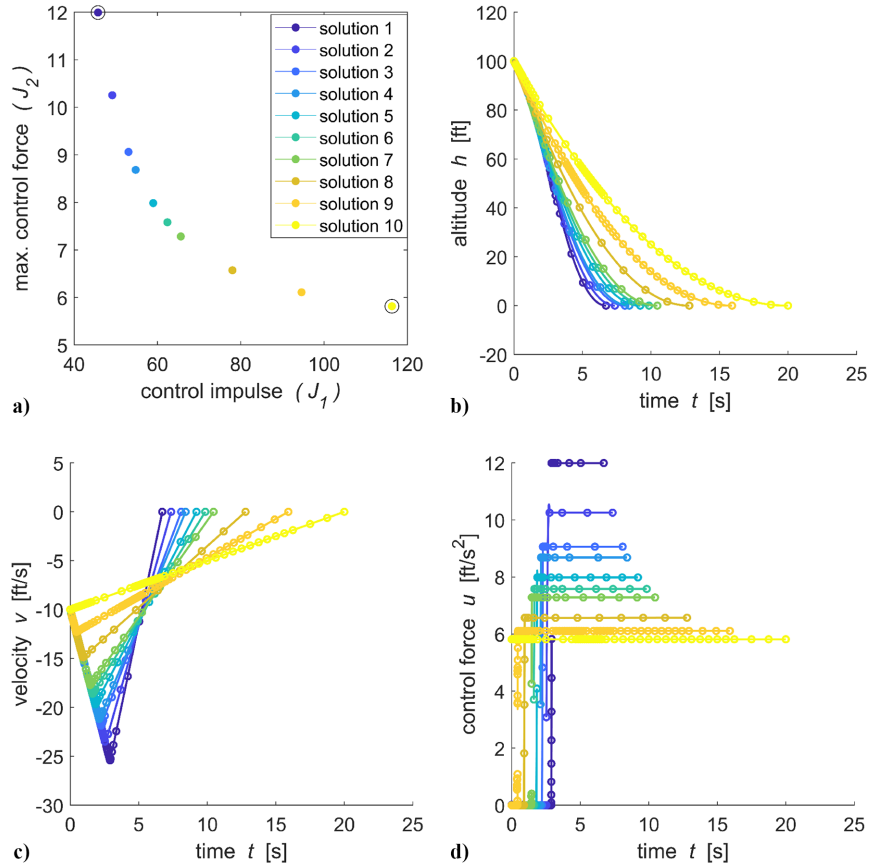 max. control force (J_2)
12
11
10
9
8
7
6
5
40
60
80
100
120
control impulse (J_1)
solution 1
solution 2
solution 3
solution 4
solution 5
solution 6
solution 7
solution 8
solution 9
solution 10
a)
altitude h [ft]
120
100
80
60
40
20
0
-20
0
5
10
15
20
25
time t [s]
b)
velocity v [ft/s]
5
0
-5
-10
-15
-20
-25
-30
0
5
10
15
20
25
time t [s]
c)
control force u [ft/s²]
12
10
8
6
4
2
0
0
5
10
15
20
25
time t [s]
d)